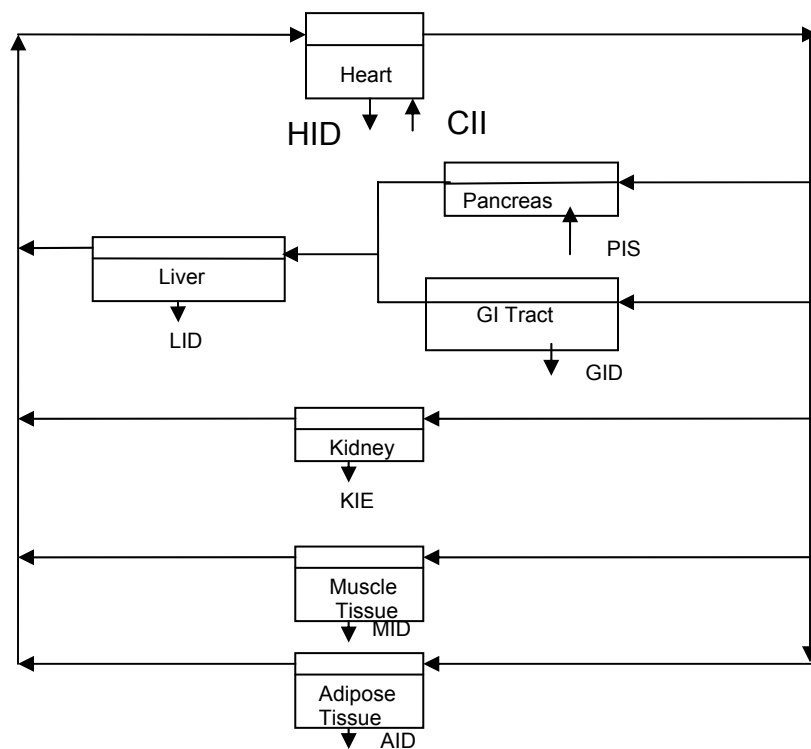 Heart
HID
CII
Pancreas
PIS
Liver
LID
GI Tract
GID
Kidney
KIE
Muscle
Tissue
MID
Adipose
Tissue
AID